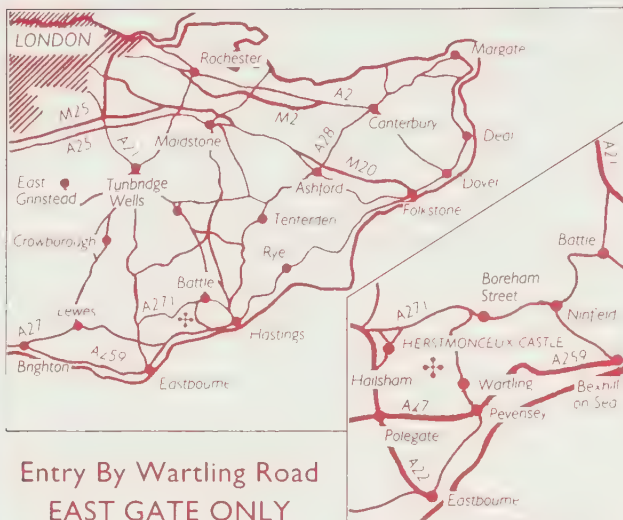 LONDON
Rochester
Margate
M25
A2
M2
A25
Canterbury
A21
Maidstone
A28
Deal
M20
East
Grinstead
Tunbridge
Wells
Ashford
Dover
Folkstone
Tenterden
Crowborough
Rye
Battle
Lewes
A271
Hastings
A27
A259
Brighton
Eastbourne
A21
Battle
Boreham
Street
Ninfield
A271
HERSTMONCEUX CASTLE
A259
Hailsham
Wartling
Bexhill
on Sea
A27
Pevensey
Polegate
A22
Eastbourne
Entry By Wartling Road
EAST GATE ONLY